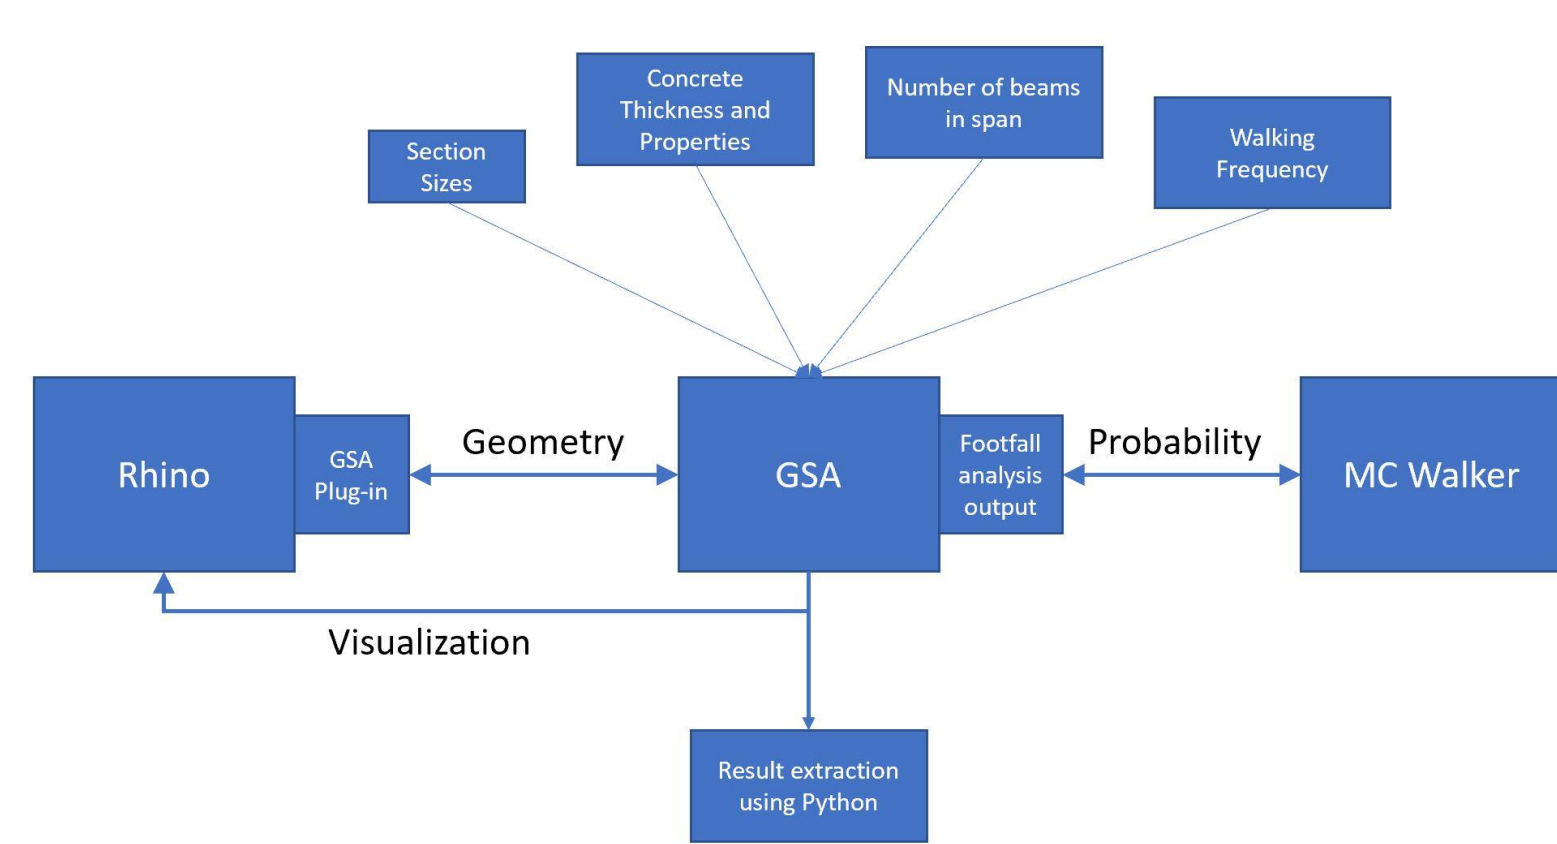 Section
Sizes
Concrete
Thickness and
Properties
Number of beams
in span
Walking
Frequency
Rhino
GSA
Plug-in
Geometry
GSA
Footfall
analysis
output
Probability
MC Walker
Visualization
Result extraction
using Python